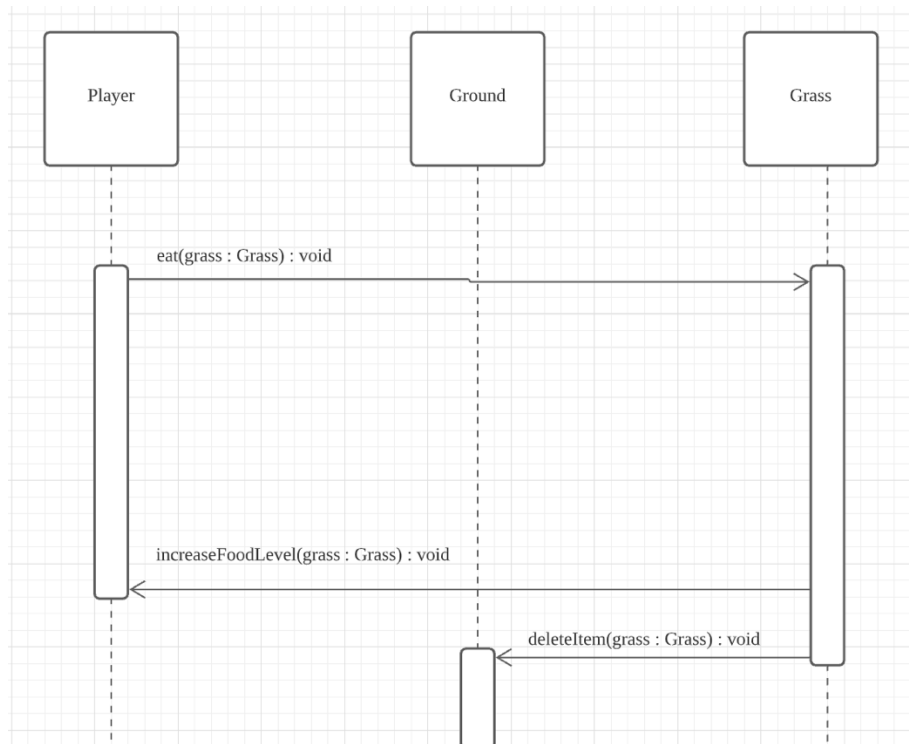 Player
Ground
Grass
eat(grass : Grass) : void
increaseFoodLevel(grass : Grass) : void
deleteItem(grass : Grass) : void